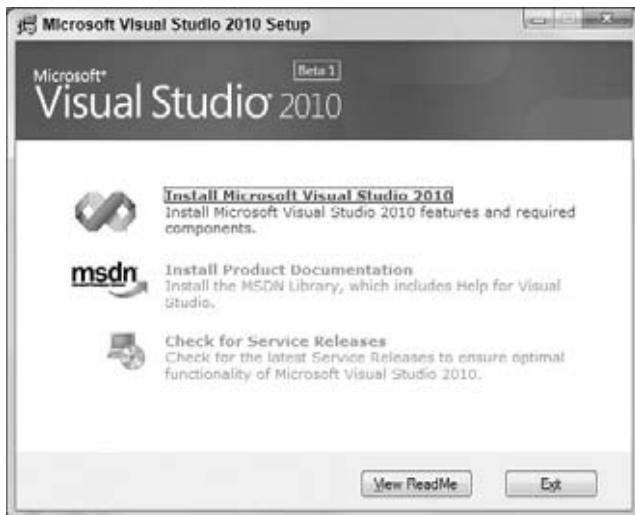 Microsoft Visual Studio 2010 Setup
Beta 1
Microsoft®
Visual Studio 2010
Install Microsoft Visual Studio 2010
Install Microsoft Visual Studio 2010 features and required
components.
msdn
Install Product Documentation
Install the MSDN Library, which includes Help for Visual
Studio.
Check for Service Releases
Check for the latest Service Releases to ensure optimal
functionality of Microsoft Visual Studio 2010.
View ReadMe
Exit